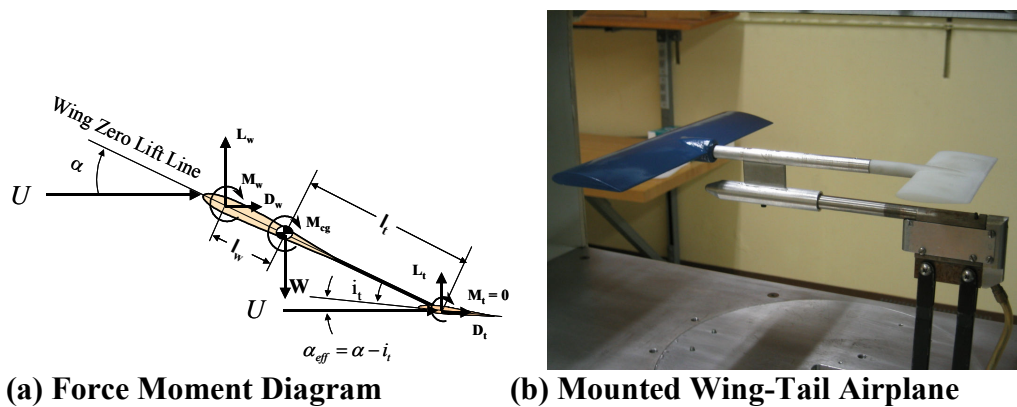 Wing Zero Lift Line
α
U
L_w
M_w
D_w
l_w
M_cg
l_t
W
i_t
U
L_t
M_t = 0
D_t
α_eff = α − i_t
(a) Force Moment Diagram
(b) Mounted Wing-Tail Airplane